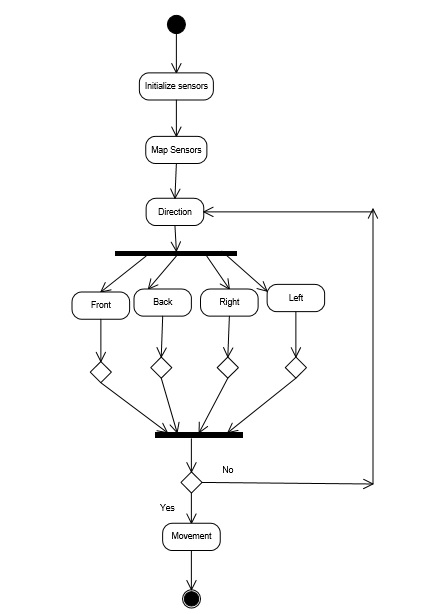 Initialize sensors
Map Sensors
Direction
Front
Back
Right
Left
No
Yes
Movement